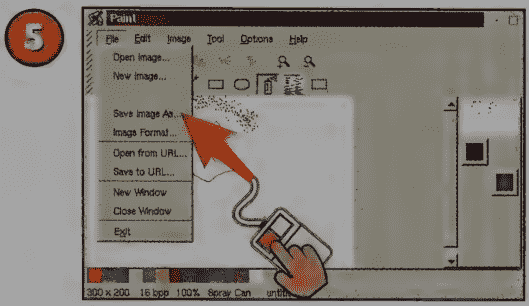 5
Paint
File Edit Image Tool Options Help
Open Image...
New Image...
Save Image As...
Image Format...
Open from URL...
Save to URL...
New Window
Close Window
Exit
300 x 200 16 bpp 100% Spray Can